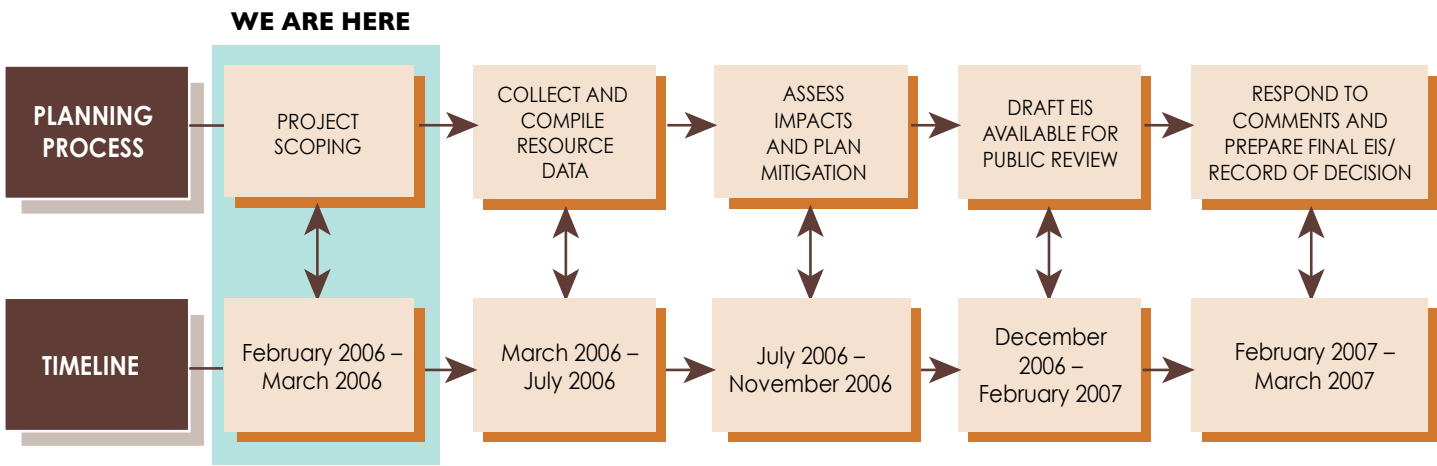 WE ARE HERE
PLANNING
PROCESS
PROJECT
SCOPING
COLLECT AND
COMPILE
RESOURCE
DATA
ASSESS
IMPACTS
AND PLAN
MITIGATION
DRAFT EIS
AVAILABLE FOR
PUBLIC REVIEW
RESPOND TO
COMMENTS AND
PREPARE FINAL EIS/
RECORD OF DECISION
TIMELINE
February 2006 –
March 2006
March 2006 –
July 2006
July 2006 –
November 2006
December
2006 –
February 2007
February 2007 –
March 2007